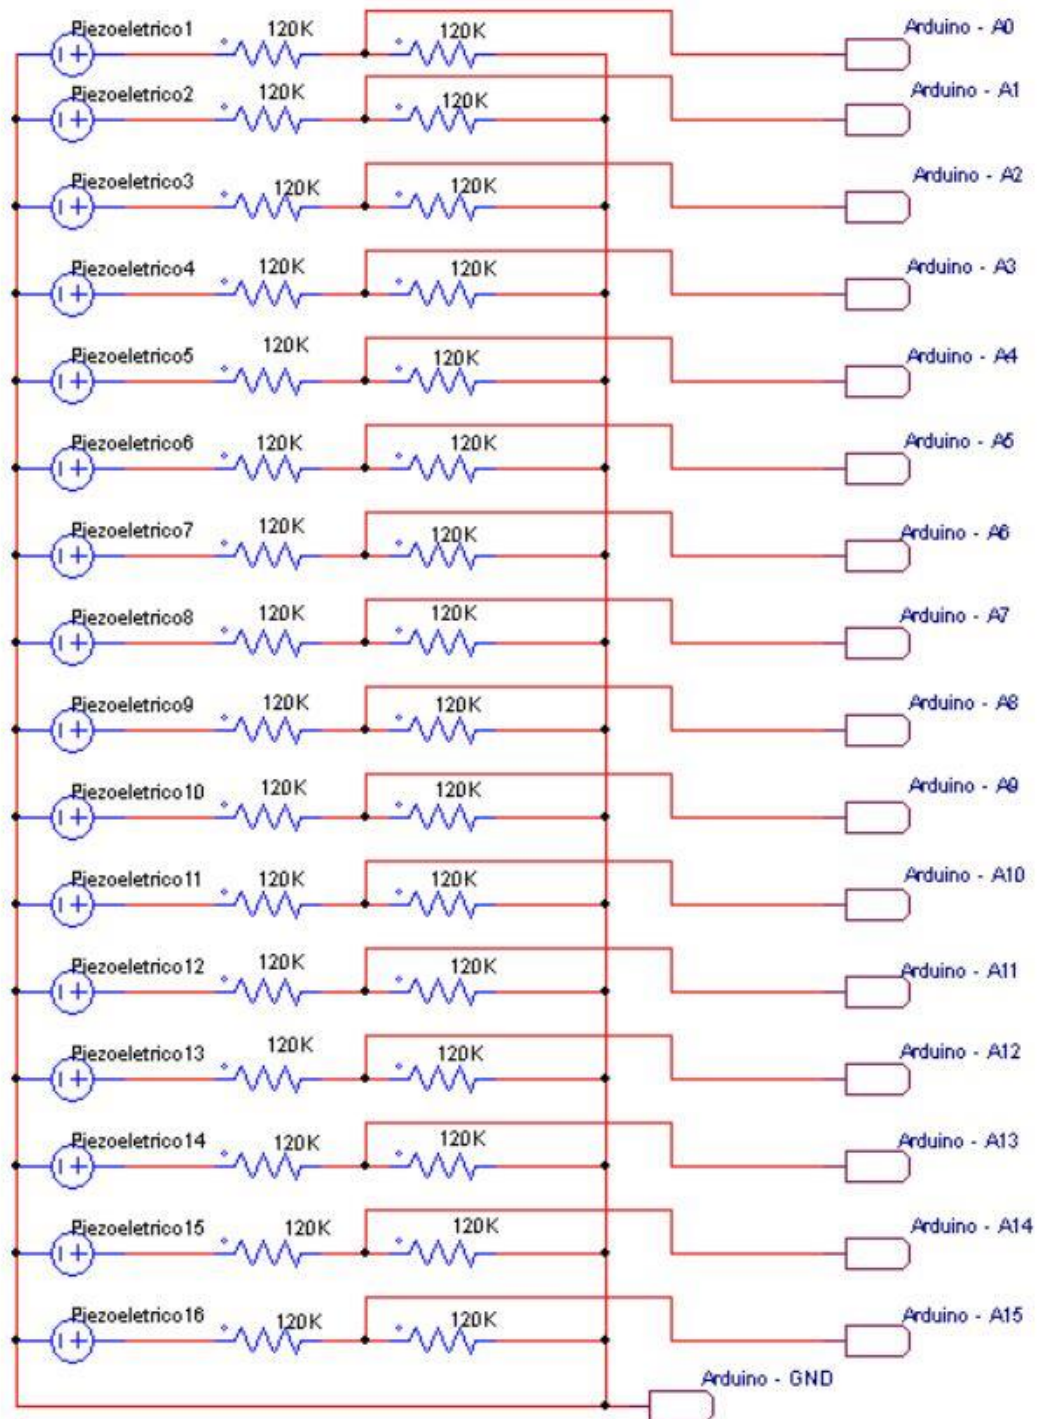 Piezoeletrico1 120K 120K Arduino - A0
Piezoeletrico2 120K 120K Arduino - A1
Piezoeletrico3 120K 120K Arduino - A2
Piezoeletrico4 120K 120K Arduino - A3
Piezoeletrico5 120K 120K Arduino - A4
Piezoeletrico6 120K 120K Arduino - A5
Piezoeletrico7 120K 120K Arduino - A6
Piezoeletrico8 120K 120K Arduino - A7
Piezoeletrico9 120K 120K Arduino - A8
Piezoeletrico10 120K 120K Arduino - A9
Piezoeletrico11 120K 120K Arduino - A10
Piezoeletrico12 120K 120K Arduino - A11
Piezoeletrico13 120K 120K Arduino - A12
Piezoeletrico14 120K 120K Arduino - A13
Piezoeletrico15 120K 120K Arduino - A14
Piezoeletrico16 120K 120K Arduino - A15
Arduino - GND